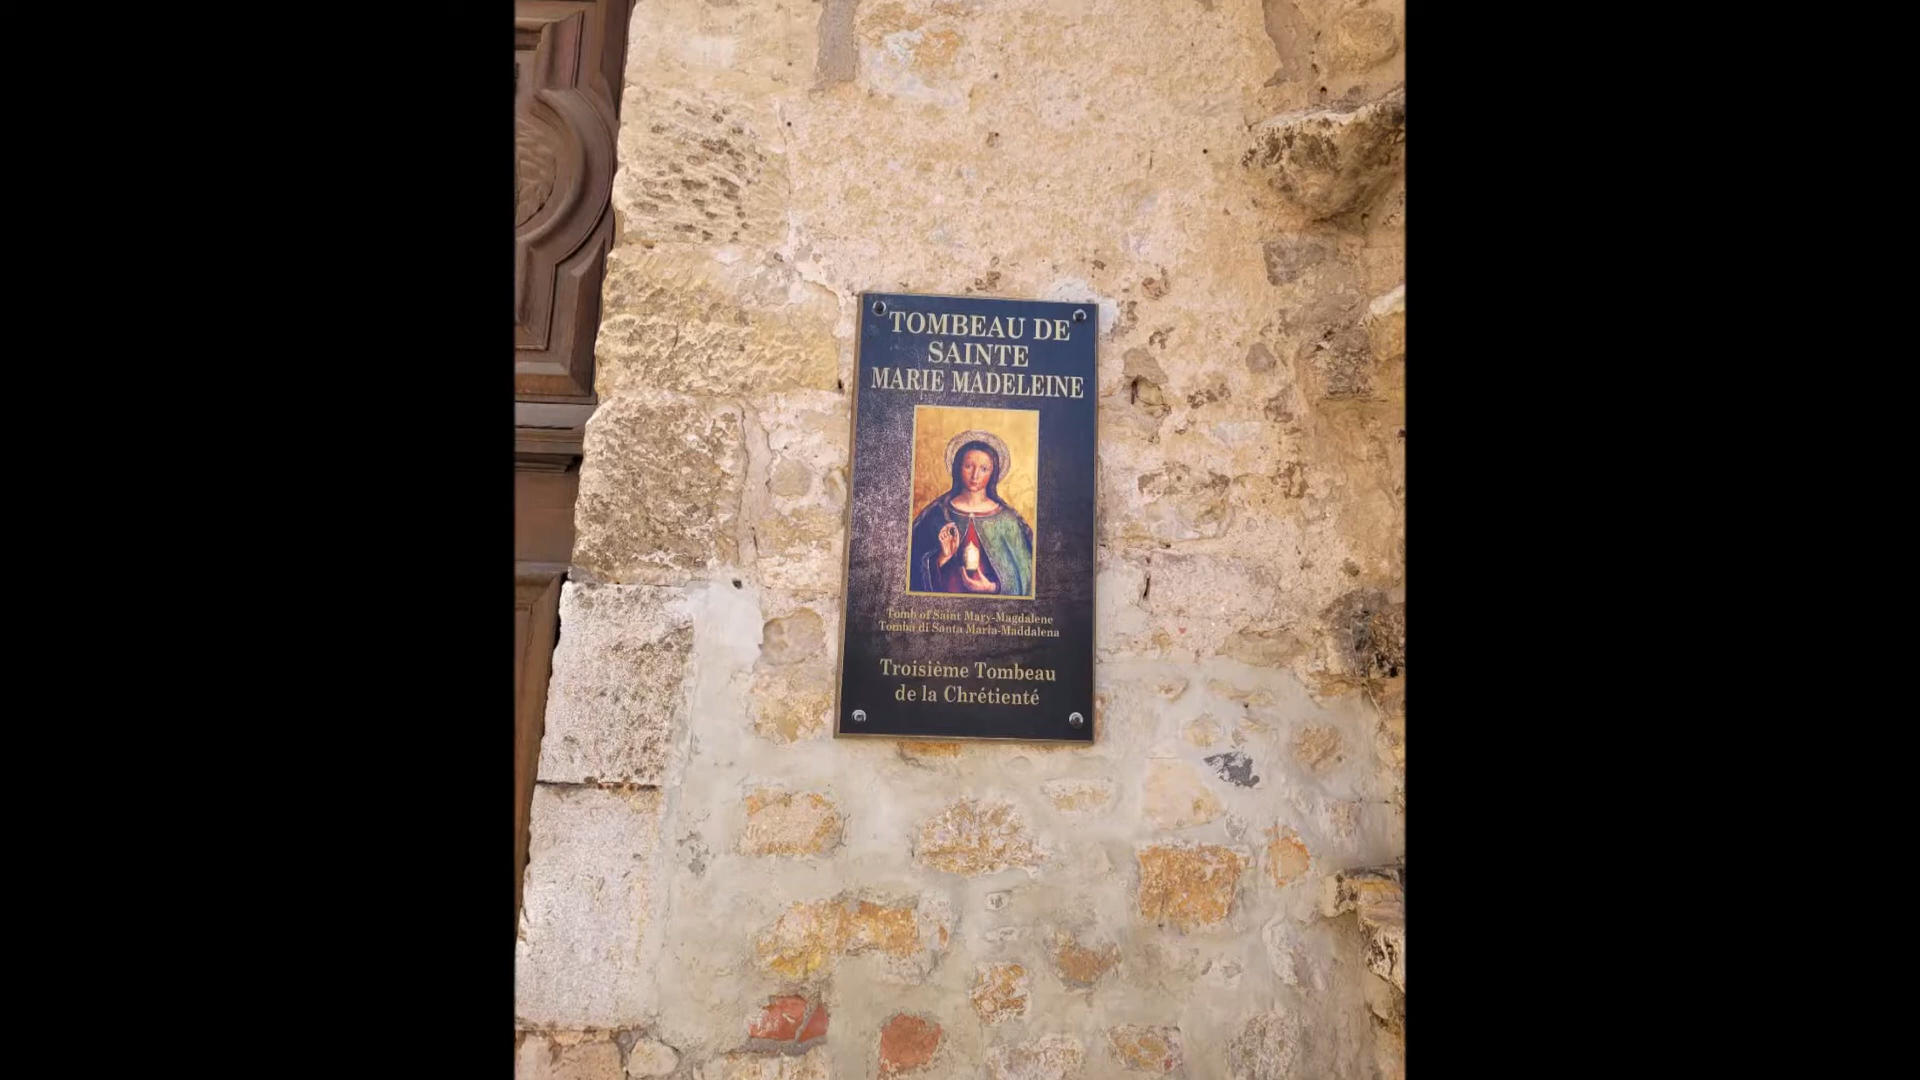 TOMBEAU DE
SAINTE
MARIE MADELEINE
Tomb of Saint Mary-Magdalene
Tomba di Santa Maria-Maddalena
Troisième Tombeau
de la Chrétienté